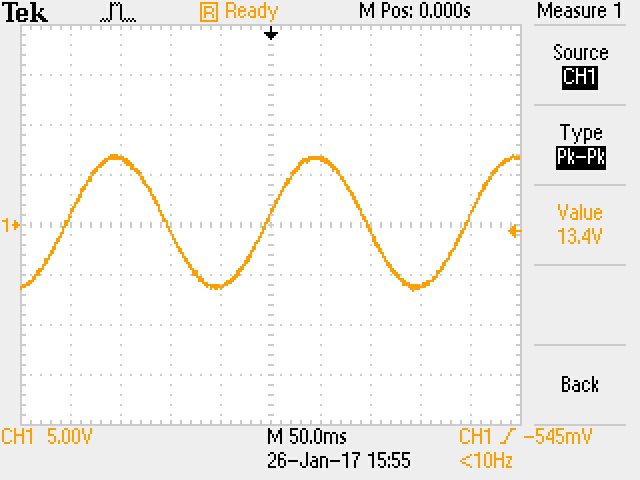 Tek R Ready M Pos: 0.000s Measure 1
Source
CH1
Type
Pk-Pk
Value
13.4V
1
Back
CH1 5.00V M 50.0ms CH1 -545mV
26-Jan-17 15:55 <10Hz